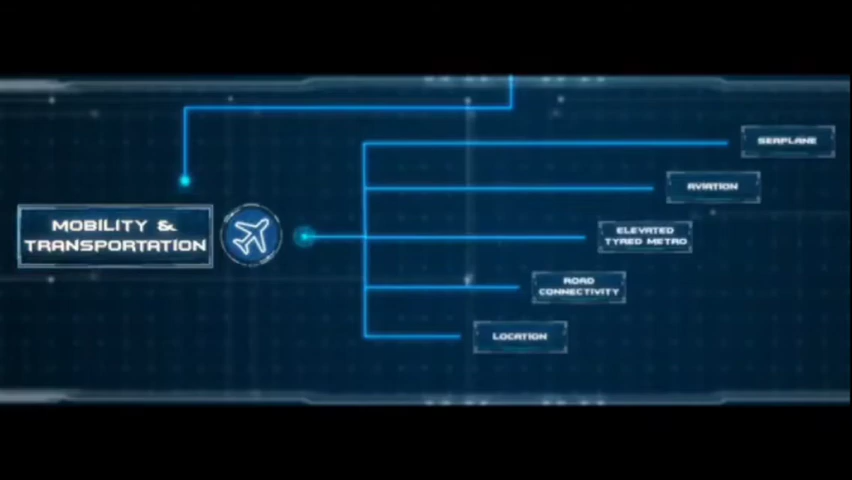 MOBILITY &
TRANSPORTATION
SEAPLANE
AVIATION
ELEVATED
TYRED METRO
ROAD
CONNECTIVITY
LOCATION